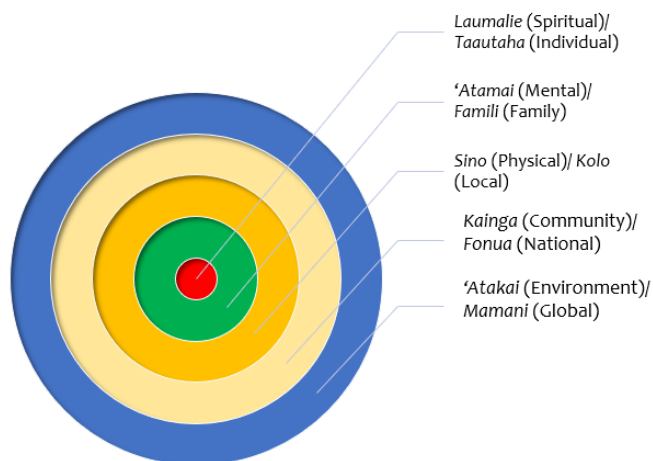 Laumalie (Spiritual)/
Taautaha (Individual)
‘Atamai (Mental)/
Famili (Family)
Sino (Physical)/ Kolo
(Local)
Kainga (Community)/
Fonua (National)
‘Atakai (Environment)/
Mamani (Global)